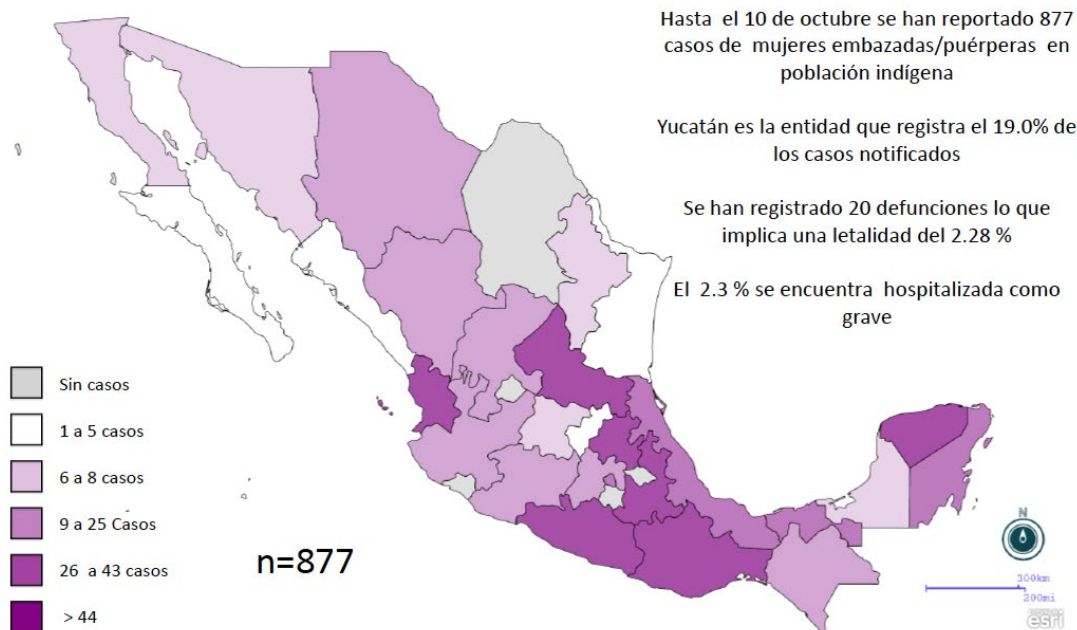 Hasta el 10 de octubre se han reportado 877
casos de mujeres embazadas/puérperas en
población indígena
Yucatán es la entidad que registra el 19.0% de
los casos notificados
Se han registrado 20 defunciones lo que
implica una letalidad del 2.28 %
El 2.3 % se encuentra hospitalizada como
grave
Sin casos
1 a 5 casos
6 a 8 casos
9 a 25 Casos
26 a 43 casos
> 44
n=877
N
300km
200mi
esri